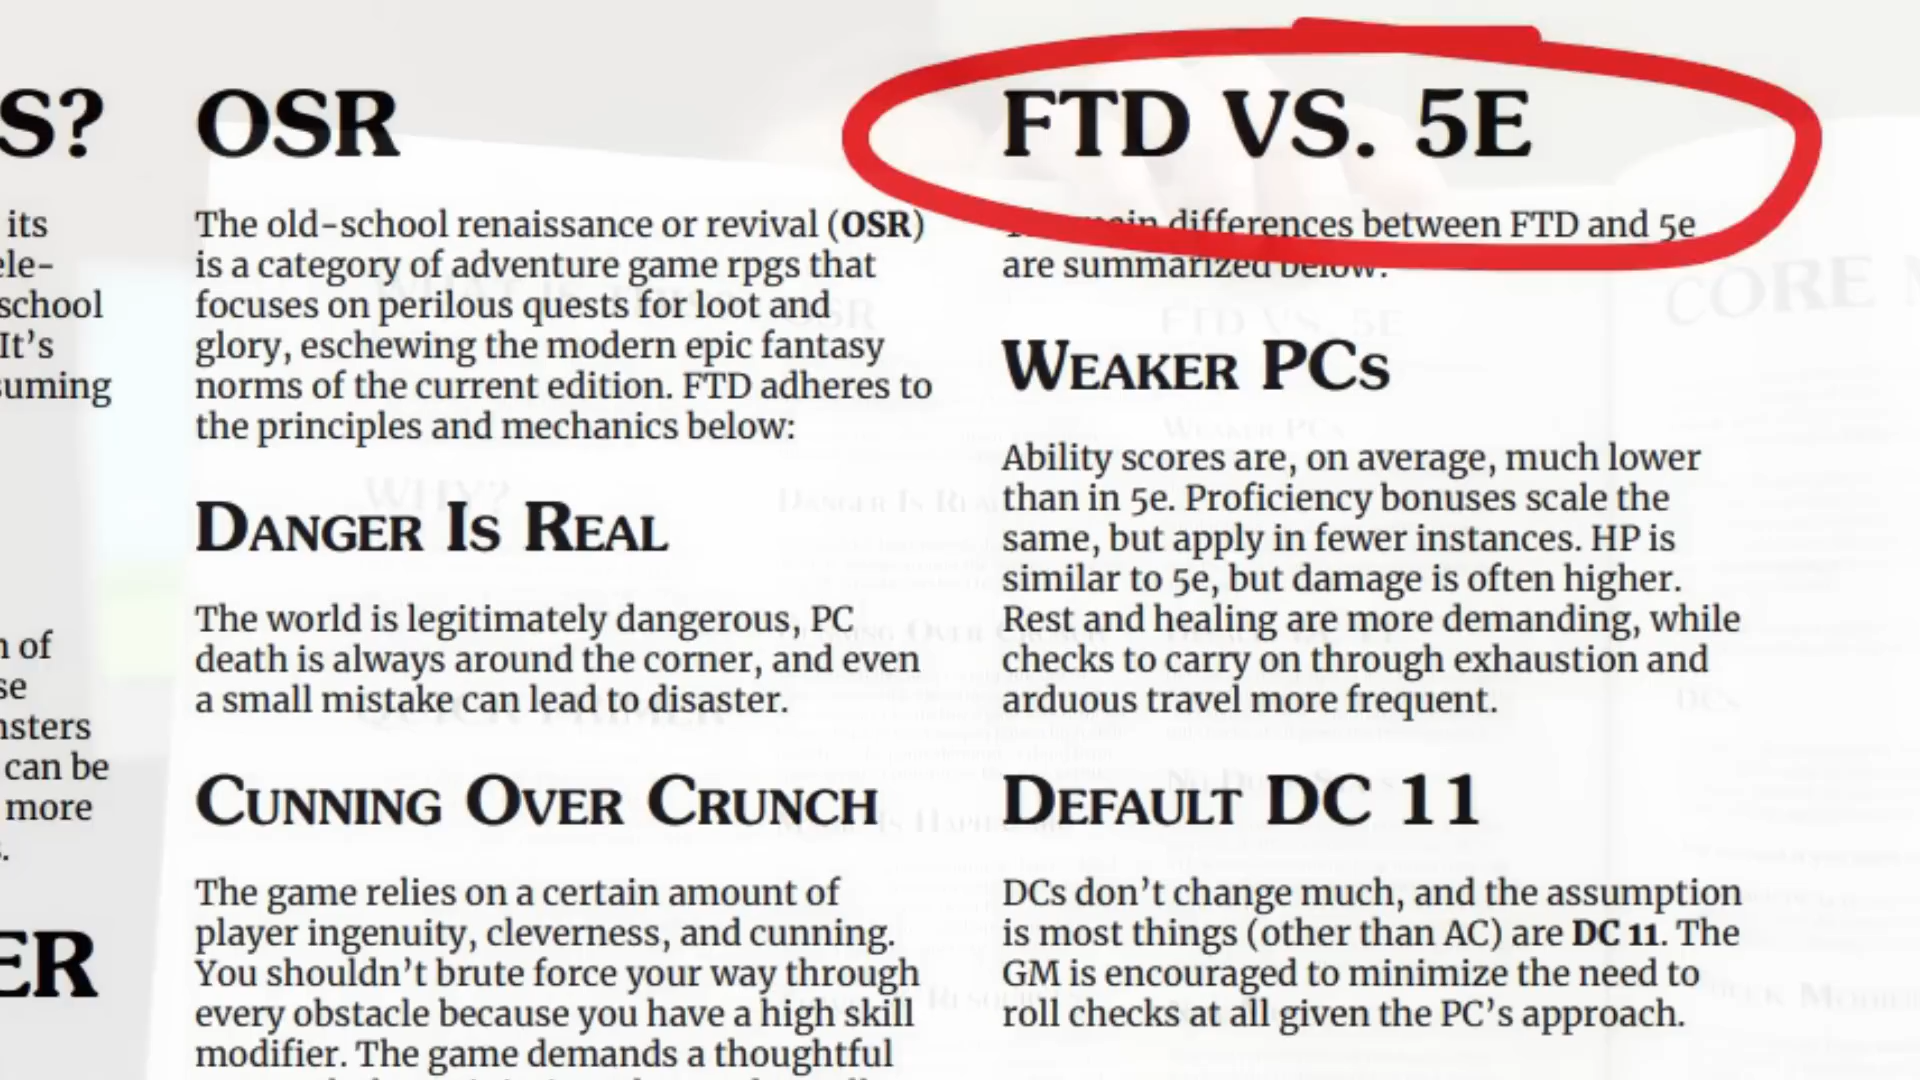 S?
its
ele-
school
It's
suming
n of
se
nsters
can be
more
s.
ER
OSR
The old-school renaissance or revival (OSR)
is a category of adventure game rpgs that
focuses on perilous quests for loot and
glory, eschewing the modern epic fantasy
norms of the current edition. FTD adheres to
the principles and mechanics below:
DANGER IS REAL
The world is legitimately dangerous, PC
death is always around the corner, and even
a small mistake can lead to disaster.
CUNNING OVER CRUNCH
The game relies on a certain amount of
player ingenuity, cleverness, and cunning.
You shouldn't brute force your way through
every obstacle because you have a high skill
modifier. The game demands a thoughtful
FTD VS. 5E
The main differences between FTD and 5e
are summarized below:
WEAKER PCS
Ability scores are, on average, much lower
than in 5e. Proficiency bonuses scale the
same, but apply in fewer instances. HP is
similar to 5e, but damage is often higher.
Rest and healing are more demanding, while
checks to carry on through exhaustion and
arduous travel more frequent.
DEFAULT DC 11
DCs don't change much, and the assumption
is most things (other than AC) are DC 11. The
GM is encouraged to minimize the need to
roll checks at all given the PC's approach.
CORE
DCS